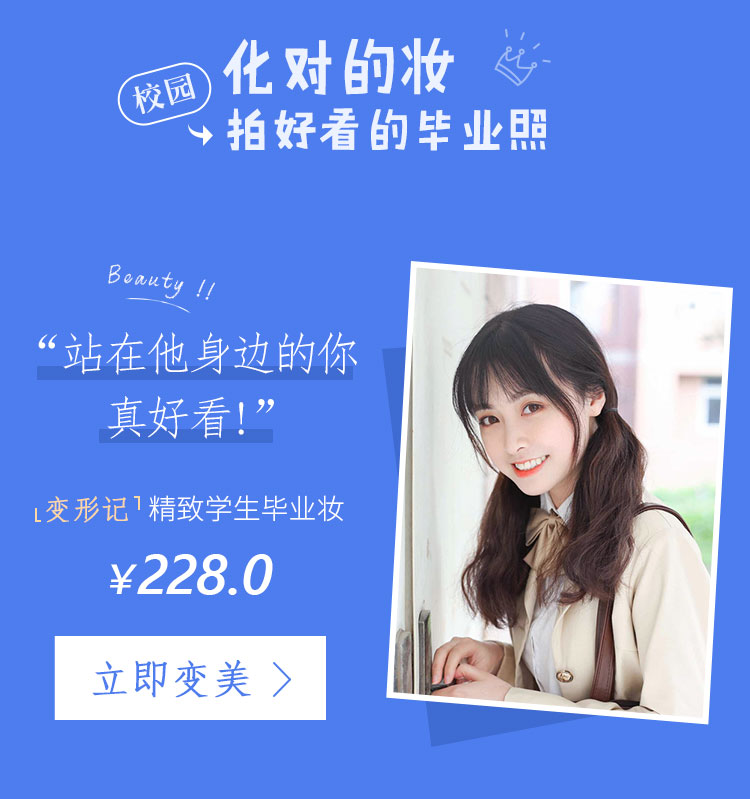 化对的妆
校园
拍好看的毕业照
Beauty !!
“站在他身边的你
真好看!”
「变形记」精致学生毕业妆
¥228.0
立即变美 >